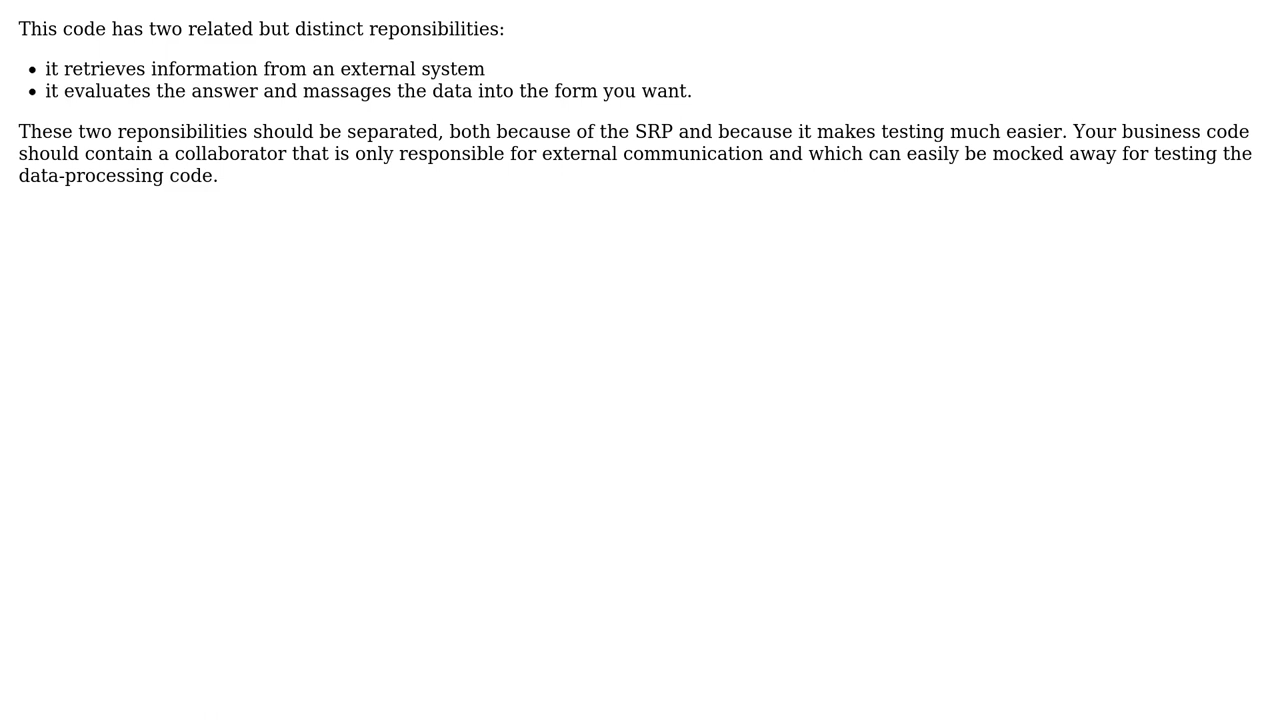 This code has two related but distinct reponsibilities:
• it retrieves information from an external system
• it evaluates the answer and massages the data into the form you want.
These two reponsibilities should be separated, both because of the SRP and because it makes testing much easier. Your business code
should contain a collaborator that is only responsible for external communication and which can easily be mocked away for testing the
data-processing code.